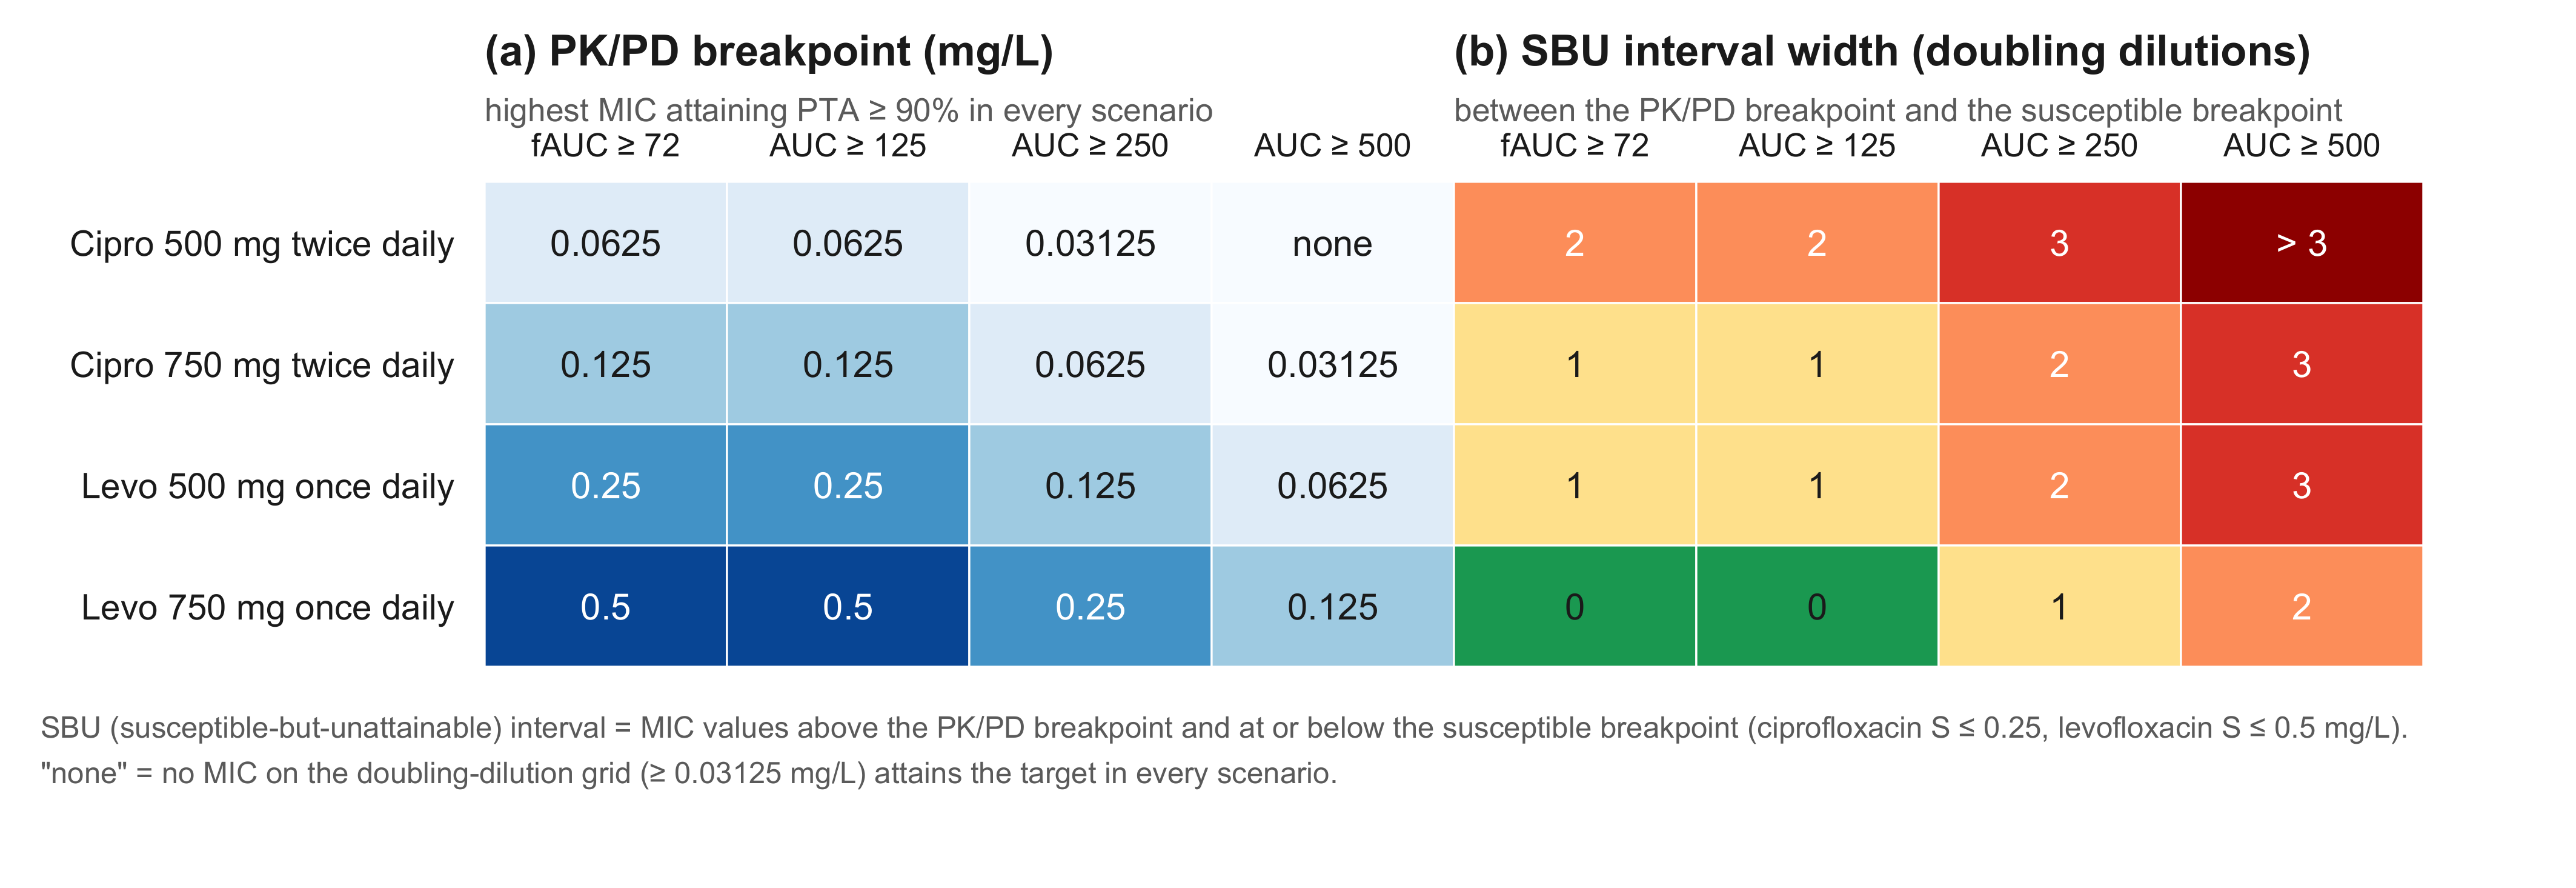 (a) PK/PD breakpoint (mg/L)
highest MIC attaining PTA ≥ 90% in every scenario
(b) SBU interval width (doubling dilutions)
between the PK/PD breakpoint and the susceptible breakpoint
fAUC ≥ 72 AUC ≥ 125 AUC ≥ 250 AUC ≥ 500 fAUC ≥ 72 AUC ≥ 125 AUC ≥ 250 AUC ≥ 500
Cipro 500 mg twice daily 0.0625 0.0625 0.03125 none 2 2 3 > 3
Cipro 750 mg twice daily 0.125 0.125 0.0625 0.03125 1 1 2 3
Levo 500 mg once daily 0.25 0.25 0.125 0.0625 1 1 2 3
Levo 750 mg once daily 0.5 0.5 0.25 0.125 0 0 1 2
SBU (susceptible-but-unattainable) interval = MIC values above the PK/PD breakpoint and at or below the susceptible breakpoint (ciprofloxacin S ≤ 0.25, levofloxacin S ≤ 0.5 mg/L).
"none" = no MIC on the doubling-dilution grid (≥ 0.03125 mg/L) attains the target in every scenario.